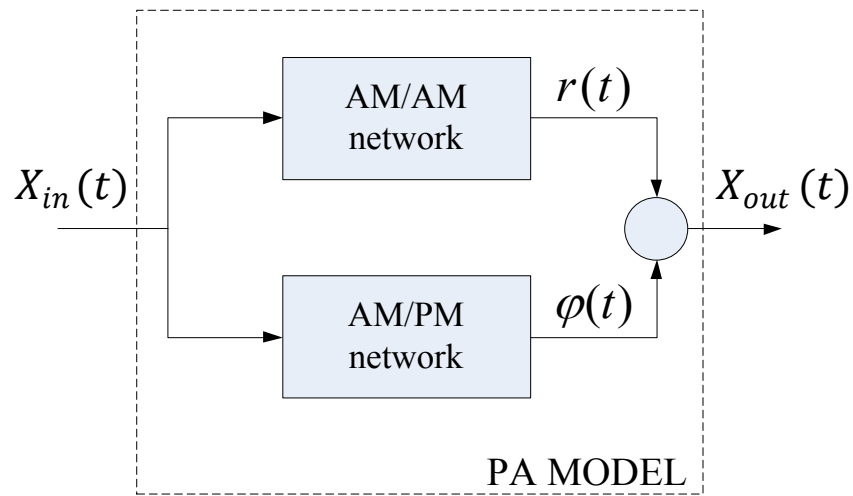 AM/AM
network
r(t)
X_in(t)
X_out(t)
AM/PM
network
φ(t)
PA MODEL